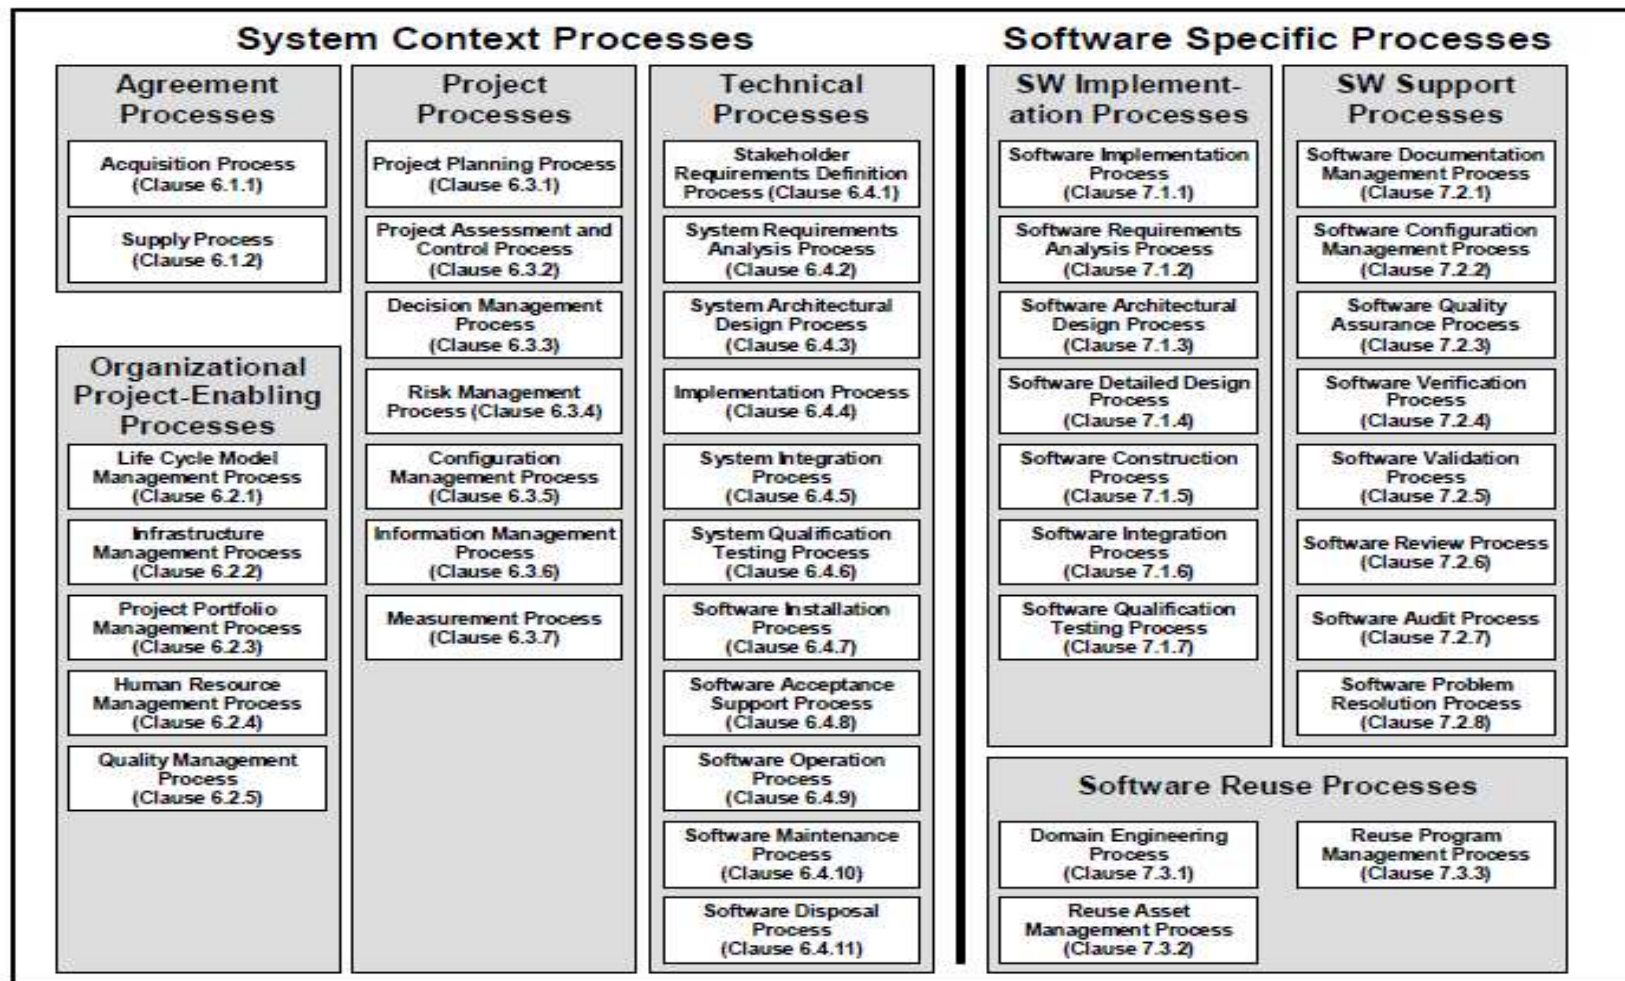 System Context Processes
Software Specific Processes
Agreement
Processes
Acquisition Process
(Clause 6.1.1)
Supply Process
(Clause 6.1.2)
Organizational
Project-Enabling
Processes
Life Cycle Model
Management Process
(Clause 6.2.1)
Infrastructure
Management Process
(Clause 6.2.2)
Project Portfolio
Management Process
(Clause 6.2.3)
Human Resource
Management Process
(Clause 6.2.4)
Quality Management
Process
(Clause 6.2.5)
Project
Processes
Project Planning Process
(Clause 6.3.1)
Project Assessment and
Control Process
(Clause 6.3.2)
Decision Management
Process
(Clause 6.3.3)
Risk Management
Process (Clause 6.3.4)
Configuration
Management Process
(Clause 6.3.5)
Information Management
Process
(Clause 6.3.6)
Measurement Process
(Clause 6.3.7)
Technical
Processes
Stakeholder
Requirements Definition
Process (Clause 6.4.1)
System Requirements
Analysis Process
(Clause 6.4.2)
System Architectural
Design Process
(Clause 6.4.3)
Implementation Process
(Clause 6.4.4)
System Integration
Process
(Clause 6.4.5)
System Qualification
Testing Process
(Clause 6.4.6)
Software Installation
Process
(Clause 6.4.7)
Software Acceptance
Support Process
(Clause 6.4.8)
Software Operation
Process
(Clause 6.4.9)
Software Maintenance
Process
(Clause 6.4.10)
Software Disposal
Process
(Clause 6.4.11)
SW Implement-
ation Processes
Software Implementation
Process
(Clause 7.1.1)
Software Requirements
Analysis Process
(Clause 7.1.2)
Software Architectural
Design Process
(Clause 7.1.3)
Software Detailed Design
Process
(Clause 7.1.4)
Software Construction
Process
(Clause 7.1.5)
Software Integration
Process
(Clause 7.1.6)
Software Qualification
Testing Process
(Clause 7.1.7)
SW Support
Processes
Software Documentation
Management Process
(Clause 7.2.1)
Software Configuration
Management Process
(Clause 7.2.2)
Software Quality
Assurance Process
(Clause 7.2.3)
Software Verification
Process
(Clause 7.2.4)
Software Validation
Process
(Clause 7.2.5)
Software Review Process
(Clause 7.2.6)
Software Audit Process
(Clause 7.2.7)
Software Problem
Resolution Process
(Clause 7.2.8)
Software Reuse Processes
Domain Engineering
Process
(Clause 7.3.1)
Reuse Asset
Management Process
(Clause 7.3.2)
Reuse Program
Management Process
(Clause 7.3.3)